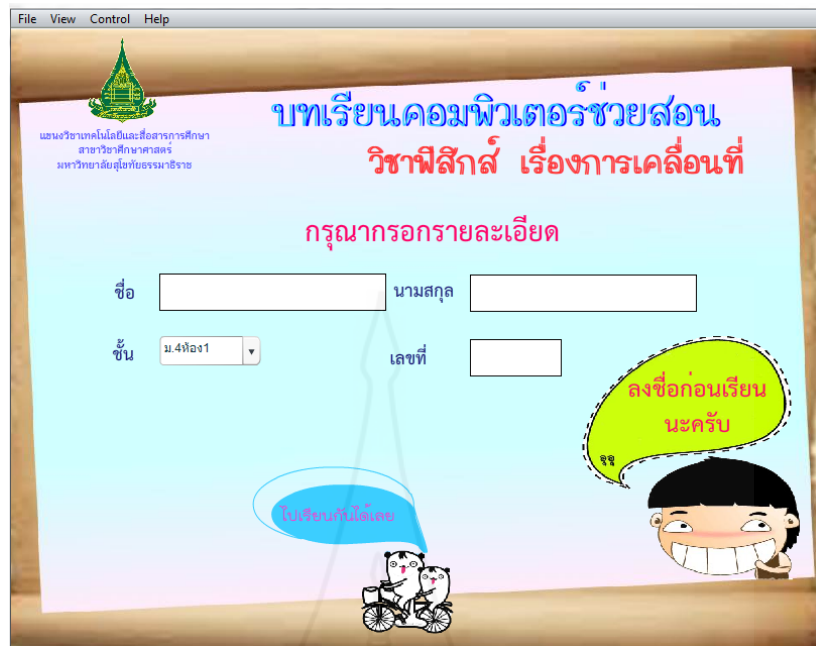 File View Control Help
บทเรียนคอมพิวเตอร์ช่วยสอน
วิชาฟิสิกส์ เรื่องการเคลื่อนที่
แขนงวิชาเทคโนโลยีและสื่อสารการศึกษา
สาขาวิชาศึกษาศาสตร์
มหาวิทยาลัยสุโขทัยธรรมาธิราช
กรุณากรอกรายละเอียด
ชื่อ
นามสกุล
ชั้น
ม.4ห้อง1
เลขที่
ลงชื่อก่อนเรียน
นะครับ
ไปเรียนกันได้เลย